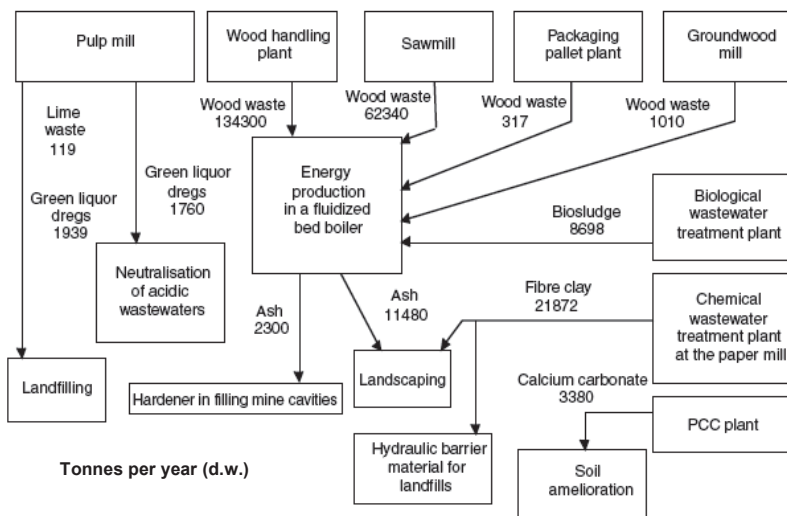 Pulp mill
Wood handling
plant
Sawmill
Packaging
pallet plant
Groundwood
mill
Lime
waste
119
Wood waste
134300
Wood waste
62340
Wood waste
317
Wood waste
1010
Green liquor
dregs
1939
Green liquor
dregs
1760
Energy
production
in a fluidized
bed boiler
Biosludge
8698
Biological
wastewater
treatment plant
Neutralisation
of acidic
wastewaters
Ash
2300
Ash
11480
Fibre clay
21872
Chemical
wastewater
treatment plant
at the paper mill
Landfilling
Hardener in filling mine cavities
Landscaping
Calcium carbonate
3380
PCC plant
Hydraulic barrier
material for
landfills
Soil
amelioration
Tonnes per year (d.w.)